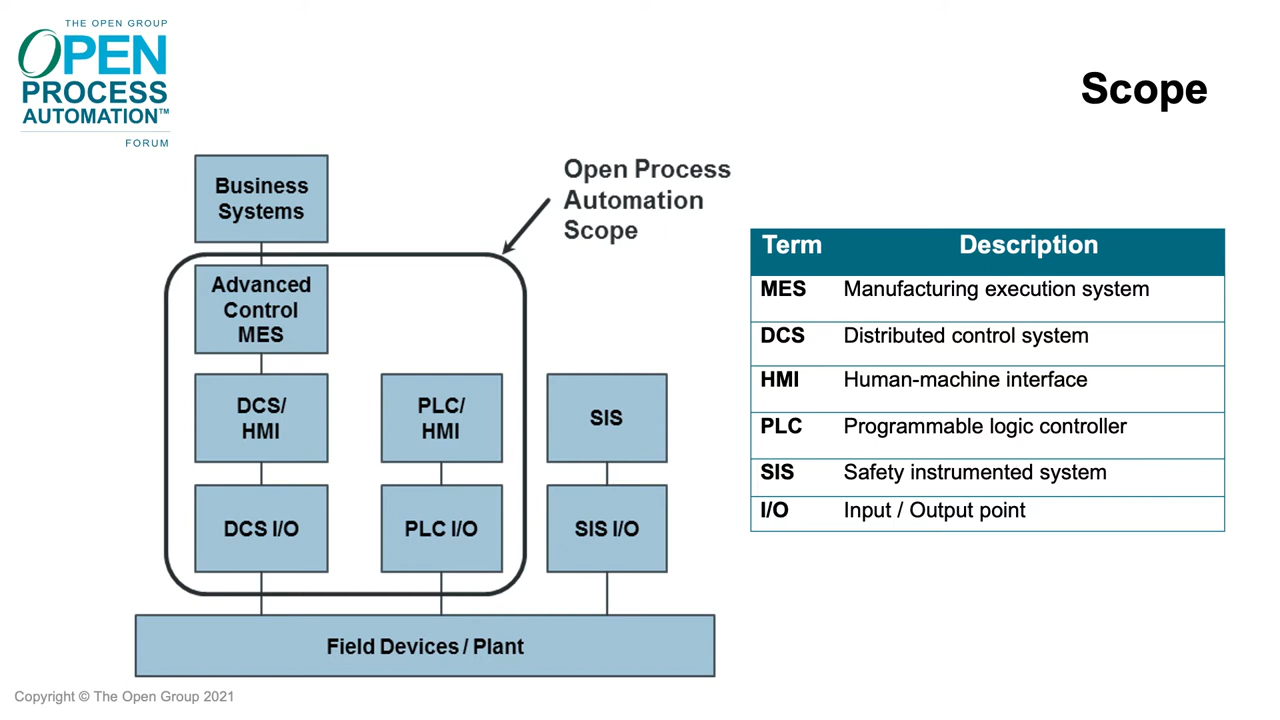 THE OPEN GROUP
OPEN
PROCESS
AUTOMATION™
FORUM
Scope
Business
Systems
Open Process
Automation
Scope
Advanced
Control
MES
DCS/
HMI
PLC/
HMI
SIS
DCS I/O
PLC I/O
SIS I/O
Field Devices / Plant
Term Description
MES Manufacturing execution system
DCS Distributed control system
HMI Human-machine interface
PLC Programmable logic controller
SIS Safety instrumented system
I/O Input / Output point
Copyright © The Open Group 2021